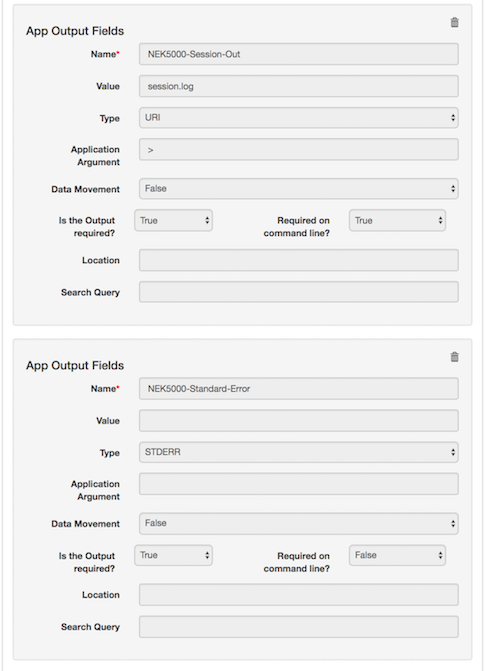 App Output Fields
Name* NEK5000-Session-Out
Value session.log
Type URI
Application
Argument >
Data Movement False
Is the Output
required? True Required on
command line? True
Location
Search Query
App Output Fields
Name* NEK5000-Standard-Error
Value
Type STDERR
Application
Argument
Data Movement False
Is the Output
required? True Required on
command line? False
Location
Search Query